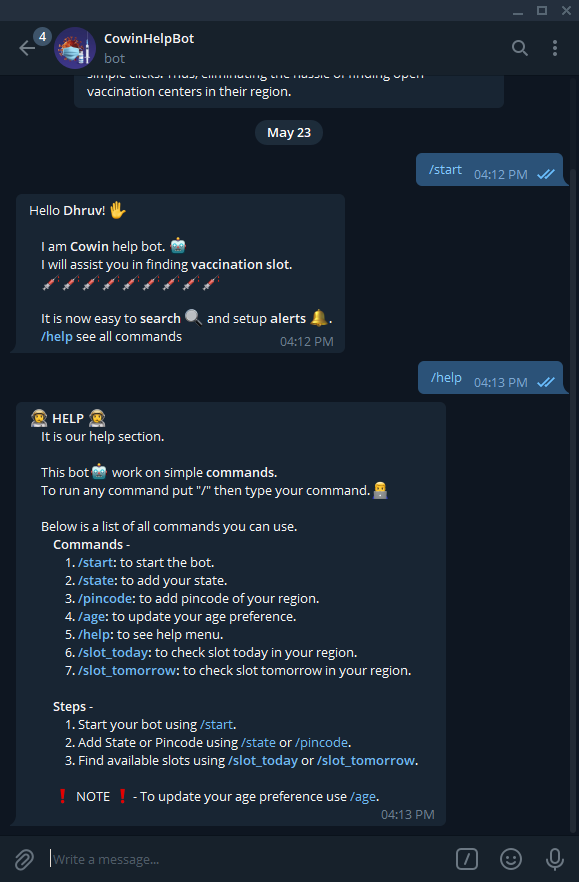 4
CowinHelpBot
bot
simple clicks. Thus, eliminating the hassle of finding open
vaccination centers in their region.
May 23
/start 04:12 PM
Hello Dhruv! ✋
I am Cowin help bot. 🤖
I will assist you in finding vaccination slot.
💉💉💉💉💉💉💉💉💉
It is now easy to search 🔍 and setup alerts 🔔.
/help see all commands
04:12 PM
/help 04:13 PM
👩‍🚀 HELP 👩‍🚀
It is our help section.
This bot🤖 work on simple commands.
To run any command put "/" then type your command.👨‍💻
Below is a list of all commands you can use.
Commands -
1. /start: to start the bot.
2. /state: to add your state.
3. /pincode: to add pincode of your region.
4. /age: to update your age preference.
5. /help: to see help menu.
6. /slot_today: to check slot today in your region.
7. /slot_tomorrow: to check slot tomorrow in your region.
Steps -
1. Start your bot using /start.
2. Add State or Pincode using /state or /pincode.
3. Find available slots using /slot_today or /slot_tomorrow.
❗ NOTE ❗ - To update your age preference use /age.
04:13 PM
Write a message...